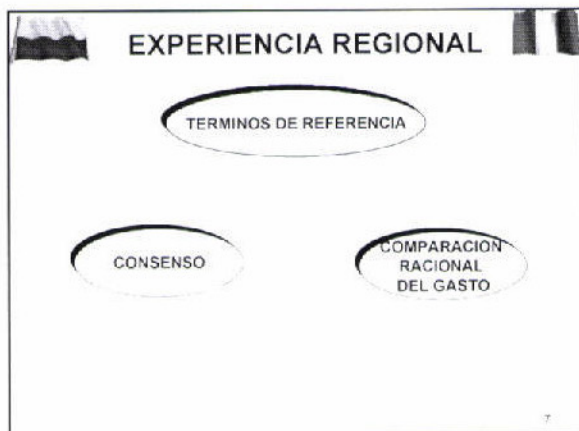 EXPERIENCIA REGIONAL
TERMINOS DE REFERENCIA
CONSENSO
COMPARACION
RACIONAL
DEL GASTO
7